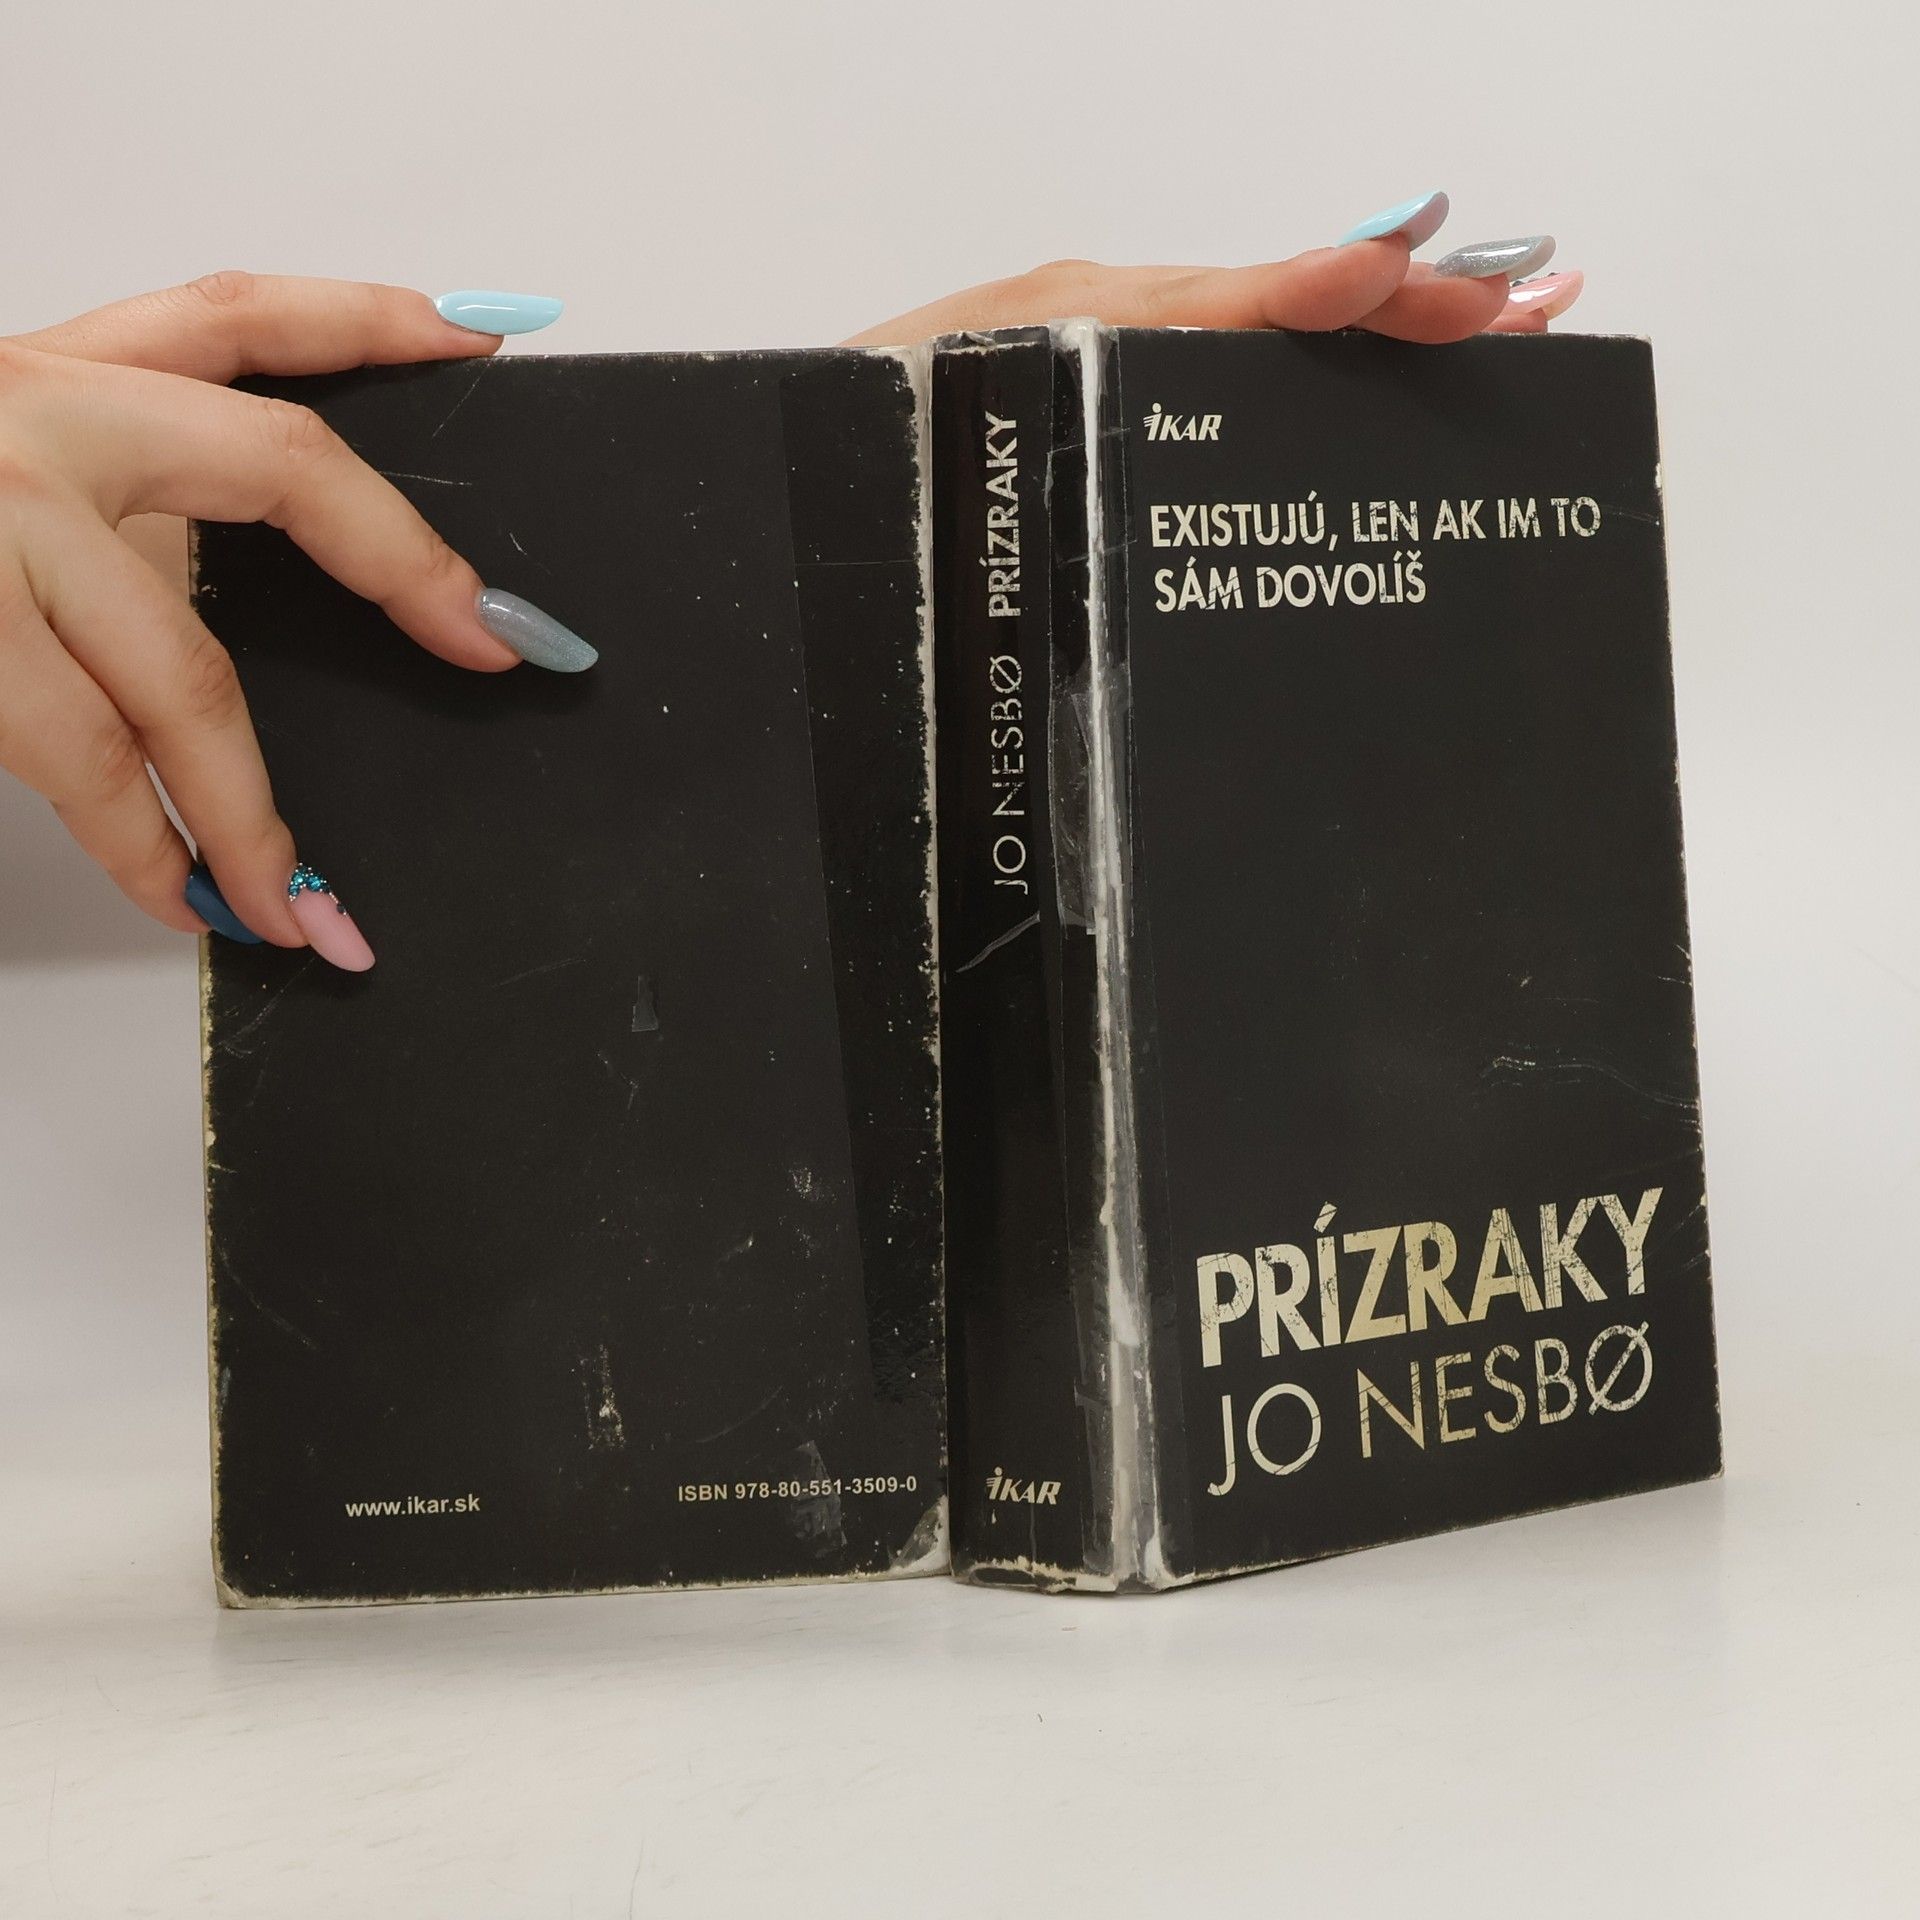 www.ikar.sk
ISBN 978-80-551-3509-0
JO NESBØ PRÍZRAKY
iKAR
iKAR
EXISTUJÚ, LEN AK IM TO
SÁM DOVOLÍŠ
PRÍZRAKY
JO NESBØ